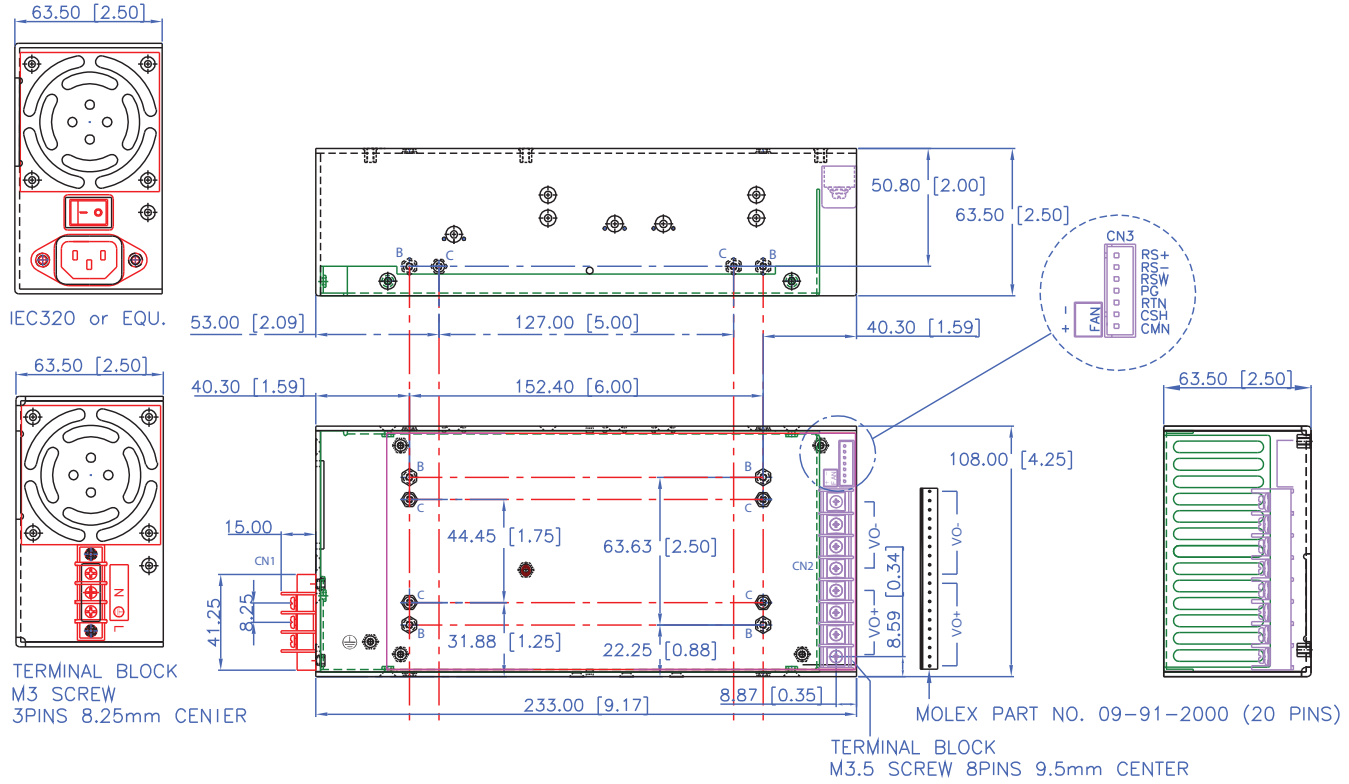 63.50 [2.50]
IEC320 or EQU.
B
C
C
B
50.80 [2.00]
63.50 [2.50]
53.00 [2.09]
127.00 [5.00]
40.30 [1.59]
CN3
RS+
RS-
RSW
PG
RTN
CSH
CMN
-
FAN
+
63.50 [2.50]
N
L
TERMINAL BLOCK
M3 SCREW
3PINS 8.25mm CENIER
40.30 [1.59]
152.40 [6.00]
15.00
CN1
41.25
8.25
B
C
C
B
B
C
C
B
44.45 [1.75]
63.63 [2.50]
31.88 [1.25]
22.25 [0.88]
FAN
CN2
VO-
VO+
8.59 [0.34]
VO-
VO+
108.00 [4.25]
8.87 [0.35]
233.00 [9.17]
63.50 [2.50]
MOLEX PART NO. 09-91-2000 (20 PINS)
TERMINAL BLOCK
M3.5 SCREW 8PINS 9.5mm CENTER